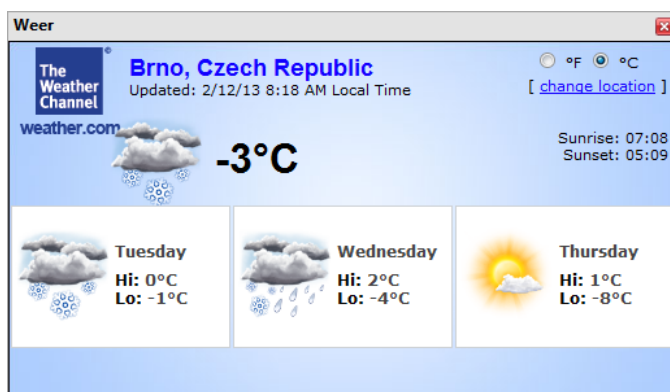 Weer
The
Weather
Channel
weather.com
Brno, Czech Republic
Updated: 2/12/13 8:18 AM Local Time
°F °C
[ change location ]
-3°C
Sunrise: 07:08
Sunset: 05:09
Tuesday
Hi: 0°C
Lo: -1°C
Wednesday
Hi: 2°C
Lo: -4°C
Thursday
Hi: 1°C
Lo: -8°C